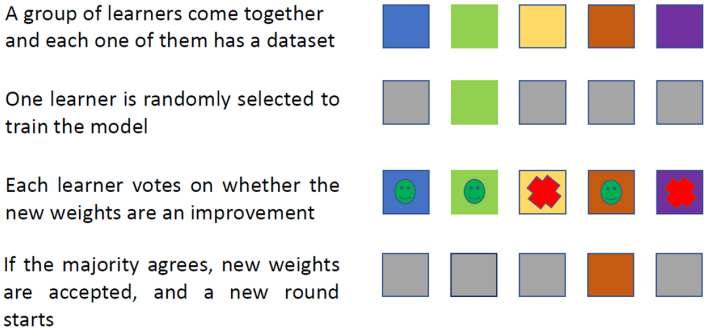 A group of learners come together
and each one of them has a dataset
One learner is randomly selected to
train the model
Each learner votes on whether the
new weights are an improvement
If the majority agrees, new weights
are accepted, and a new round
starts